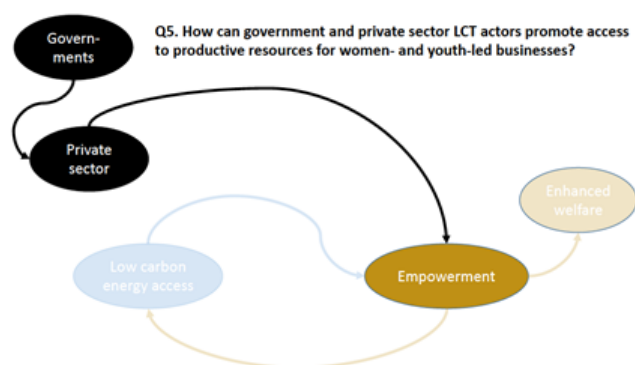 Q5. How can government and private sector LCT actors promote access
to productive resources for women- and youth-led businesses?
Govern-
ments
Private
sector
Enhanced
welfare
Low carbon
energy access
Empowerment